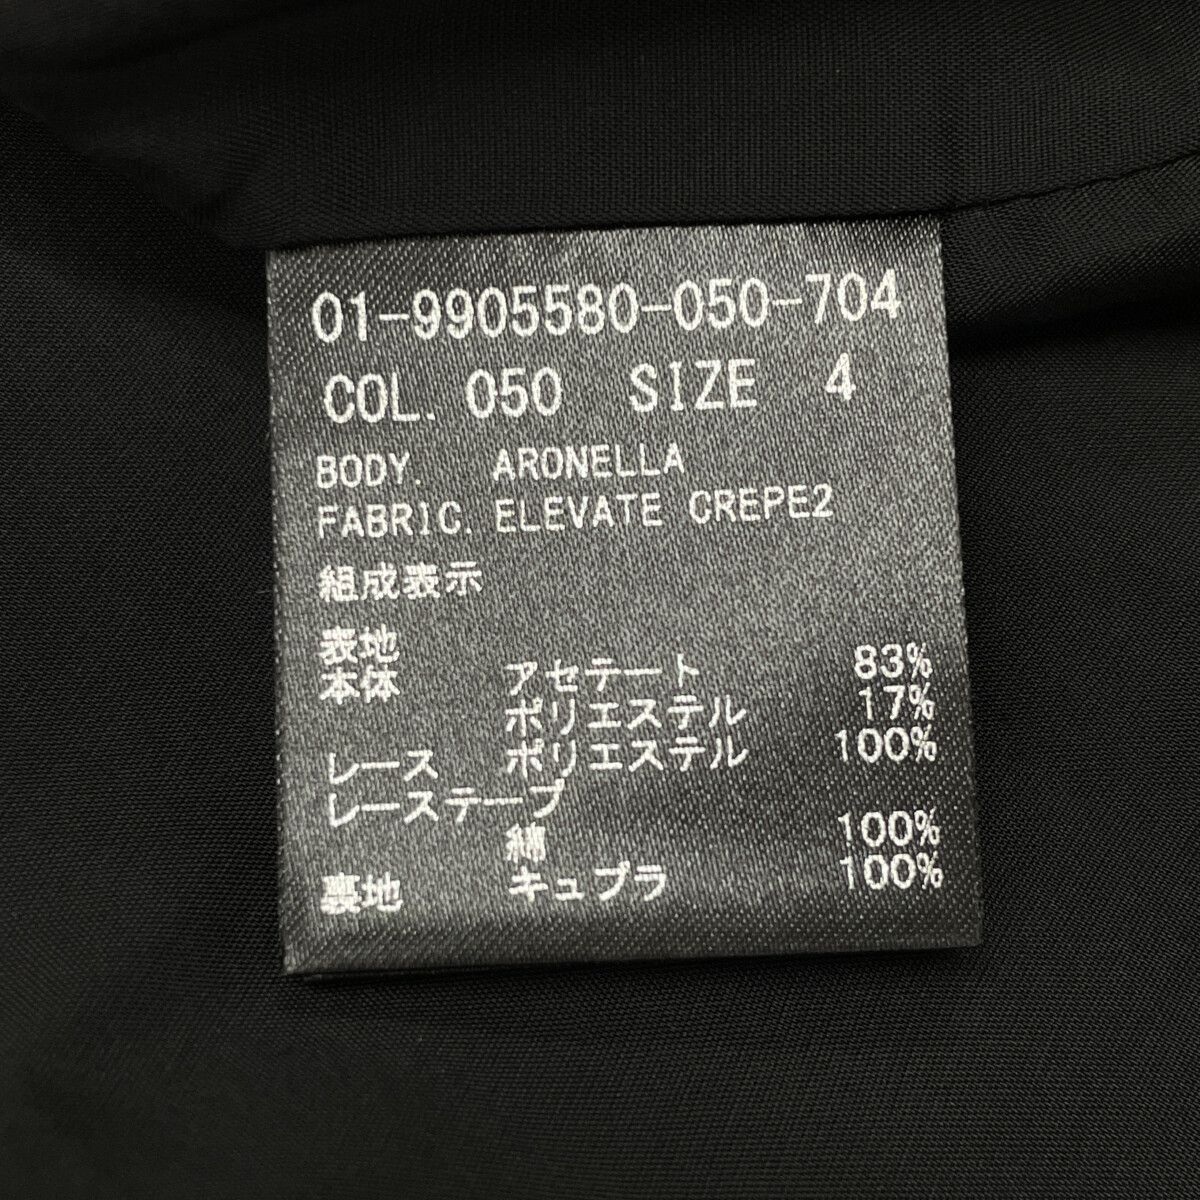 01-9905580-050-704
COL. 050 SIZE 4
BODY. ARONELLA
FABRIC. ELEVATE CREPE2
組成表示
表地
本体 アセテート 83%
ポリエステル 17%
レース ポリエステル 100%
レーステープ
綿 100%
裏地 キュプラ 100%